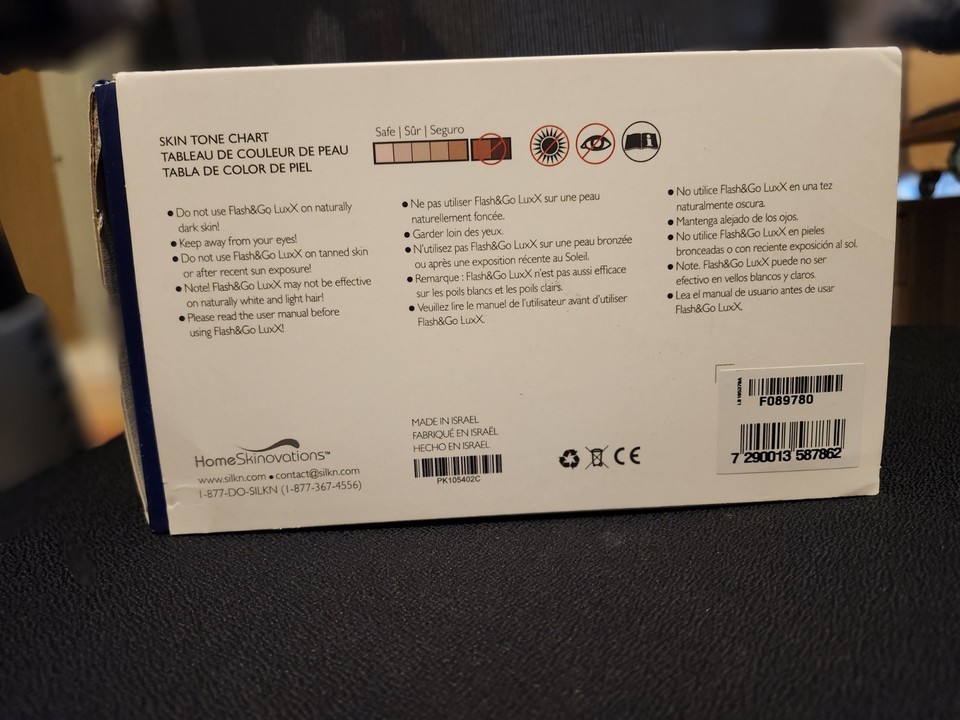 SKIN TONE CHART
TABLEAU DE COULEUR DE PEAU
TABLA DE COLOR DE PIEL
Safe | Sûr | Seguro
• Do not use Flash&Go LuxX on naturally
dark skin!
• Keep away from your eyes!
• Do not use Flash&Go LuxX on tanned skin
or after recent sun exposure!
• Note! Flash&Go LuxX may not be effective
on naturally white and light hair!
• Please read the user manual before
using Flash&Go LuxX!
• Ne pas utiliser Flash&Go LuxX sur une peau
naturellement foncée.
• Garder loin des yeux.
• N'utilisez pas Flash&Go LuxX sur une peau bronzée
ou après une exposition récente au Soleil.
• Remarque : Flash&Go LuxX n'est pas aussi efficace
sur les poils blancs et les poils clairs.
• Veuillez lire le manuel de l'utilisateur avant d'utiliser
Flash&Go LuxX.
• No utilice Flash&Go LuxX en una tez
naturalmente oscura.
• Mantenga alejado de los ojos.
• No utilice Flash&Go LuxX en pieles
bronceadas o con reciente exposición al sol.
• Note. Flash&Go LuxX puede no ser
efectivo en vellos blancos y claros.
• Lea el manual de usuario antes de usar
Flash&Go LuxX.
HomeSkinovations™
www.silkn.com • contact@silkn.com
1-877-DO-SILKN (1-877-367-4556)
MADE IN ISRAEL
FABRIQUÉ EN ISRAËL
HECHO EN ISRAEL
PK105402C
CE
F089780
7 290013 587862